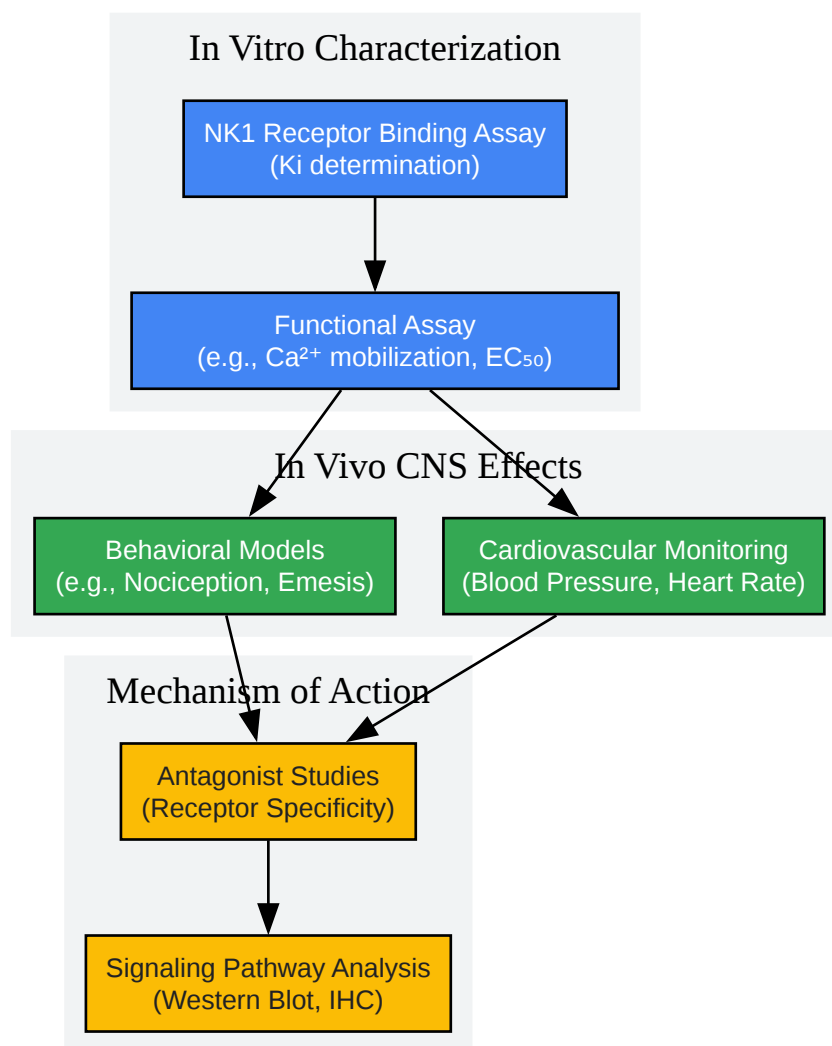 In Vitro Characterization
NK1 Receptor Binding Assay
(Ki determination)
Functional Assay
(e.g., Ca²⁺ mobilization, EC₅₀)
In Vivo CNS Effects
Behavioral Models
(e.g., Nociception, Emesis)
Cardiovascular Monitoring
(Blood Pressure, Heart Rate)
Mechanism of Action
Antagonist Studies
(Receptor Specificity)
Signaling Pathway Analysis
(Western Blot, IHC)